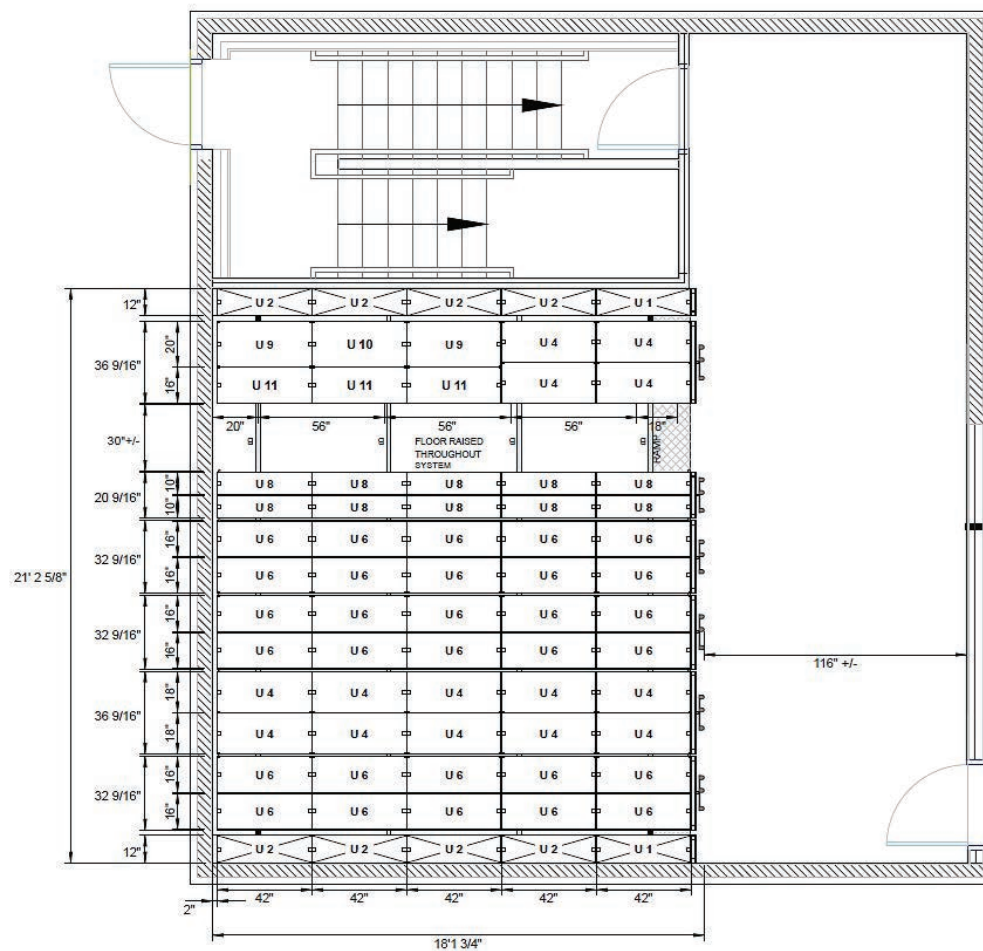 12" U 2 U 2 U 2 U 2 U 1
36 9/16" 20" U 9 U 10 U 9 U 4 U 4
16" U 11 U 11 U 11 U 4 U 4
20" 56" 56" 56" 18"
30"+/- g g g g RAMP
FLOOR RAISED
THROUGHOUT
SYSTEM
20 9/16" 10" U 8 U 8 U 8 U 8 U 8
10" U 8 U 8 U 8 U 8 U 8
32 9/16" 16" U 6 U 6 U 6 U 6 U 6
16" U 6 U 6 U 6 U 6 U 6
21' 2 5/8"
32 9/16" 16" U 6 U 6 U 6 U 6 U 6
16" U 6 U 6 U 6 U 6 U 6
116" +/-
36 9/16" 18" U 4 U 4 U 4 U 4 U 4
18" U 4 U 4 U 4 U 4 U 4
32 9/16" 16" U 6 U 6 U 6 U 6 U 6
16" U 6 U 6 U 6 U 6 U 6
12" U 2 U 2 U 2 U 2 U 1
2" 42" 42" 42" 42" 42"
18'1 3/4"